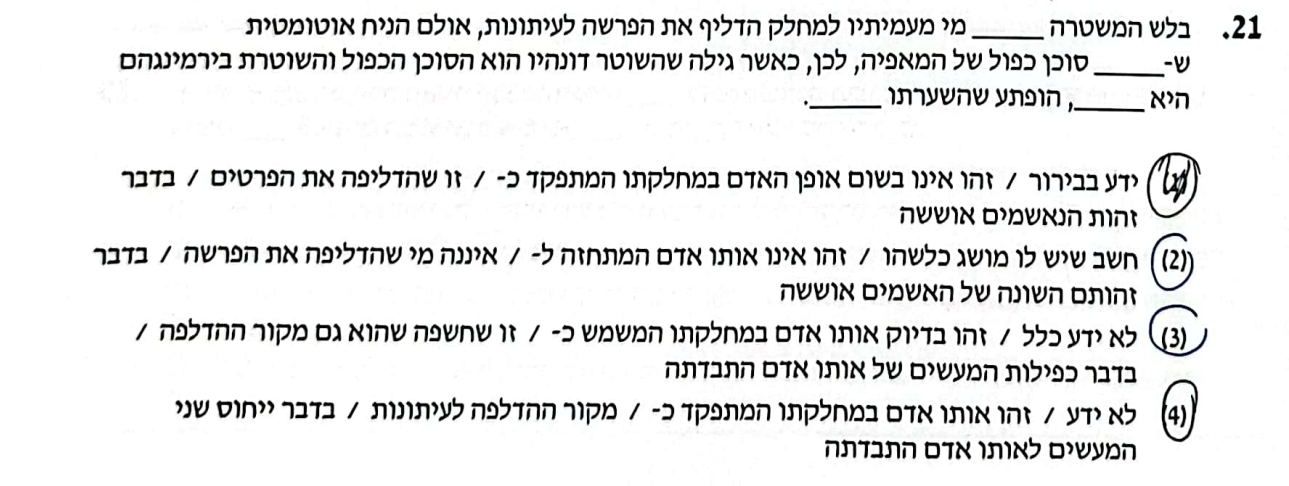 21. בלש המשטרה _____ מי מעמיתיו למחלק הדליף את הפרשה לעיתונות, אולם הניח אוטומטית
ש-_____ סוכן כפול של המאפיה, לכן, כאשר גילה שהשוטר דונהיו הוא הסוכן הכפול והשוטרת בירמינגהם
היא _____, הופתע שהשערתו _____.
(1) ידע בבירור / זהו אינו בשום אופן האדם במחלקתו המתפקד כ- / זו שהדליפה את הפרטים / בדבר
זהות הנאשמים אוששה
(2) חשב שיש לו מושג כלשהו / זהו אינו אותו אדם המתחזה ל- / איננה מי שהדליפה את הפרשה / בדבר
זהותם השונה של האשמים אוששה
(3) לא ידע כלל / זהו בדיוק אותו אדם במחלקתו המשמש כ- / זו שחשפה שהוא גם מקור ההדלפה /
בדבר כפילות המעשים של אותו אדם התבדתה
(4) לא ידע / זהו אותו אדם במחלקתו המתפקד כ- / מקור ההדלפה לעיתונות / בדבר ייחוס שני
המעשים לאותו אדם התבדתה